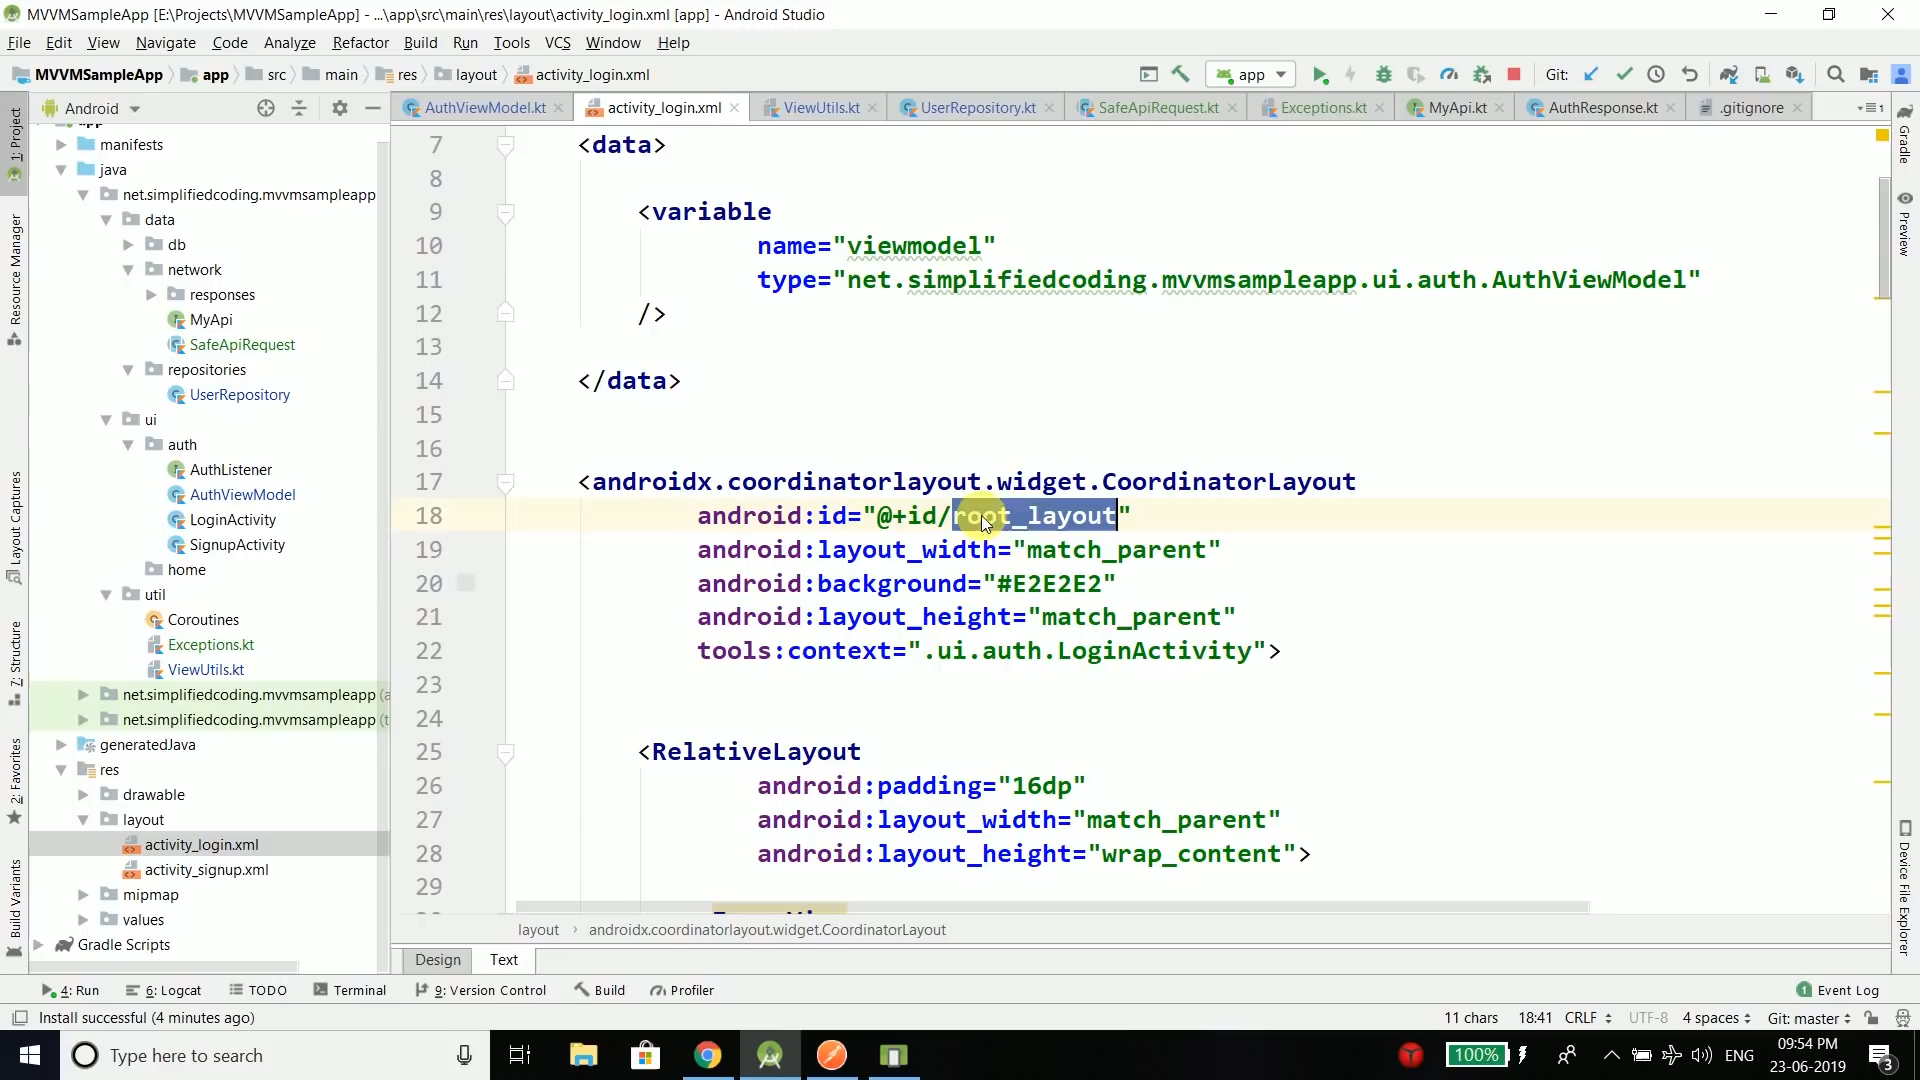 MVVMSampleApp [E:\Projects\MVVMSampleApp] - ...\app\src\main\res\layout\activity_login.xml [app] - Android Studio
File Edit View Navigate Code Analyze Refactor Build Run Tools VCS Window Help
MVVMSampleApp app src main res layout activity_login.xml app Git:
Android AuthViewModel.kt activity_login.xml ViewUtils.kt UserRepository.kt SafeApiRequest.kt Exceptions.kt MyApi.kt AuthResponse.kt .gitignore
1: Project
Resource Manager
Layout Captures
7: Structure
2: Favorites
Build Variants
manifests
java
net.simplifiedcoding.mvvmsampleapp
data
db
network
responses
MyApi
SafeApiRequest
repositories
UserRepository
ui
auth
AuthListener
AuthViewModel
LoginActivity
SignupActivity
home
util
Coroutines
Exceptions.kt
ViewUtils.kt
net.simplifiedcoding.mvvmsampleapp (a
net.simplifiedcoding.mvvmsampleapp (t
generatedJava
res
drawable
layout
activity_login.xml
activity_signup.xml
mipmap
values
Gradle Scripts
7 <data>
8
9 <variable
10 name="viewmodel"
11 type="net.simplifiedcoding.mvvmsampleapp.ui.auth.AuthViewModel"
12 />
13
14 </data>
15
16
17 <androidx.coordinatorlayout.widget.CoordinatorLayout
18 android:id="@+id/root_layout"
19 android:layout_width="match_parent"
20 android:background="#E2E2E2"
21 android:layout_height="match_parent"
22 tools:context=".ui.auth.LoginActivity">
23
24
25 <RelativeLayout
26 android:padding="16dp"
27 android:layout_width="match_parent"
28 android:layout_height="wrap_content">
29
layout › androidx.coordinatorlayout.widget.CoordinatorLayout
Design Text
Gradle
Preview
Device File Explorer
4: Run 6: Logcat TODO Terminal 9: Version Control Build Profiler 1 Event Log
Install successful (4 minutes ago) 11 chars 18:41 CRLF UTF-8 4 spaces Git: master
Type here to search 100% ENG 09:54 PM
23-06-2019 3